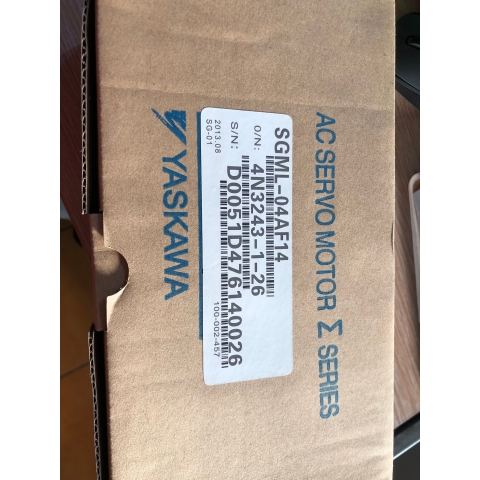 AC SERVO MOTOR Σ SERIES
SGML-04AF14
O/N: 4N3243-1-26
S/N: D0051D476140026
2013.08
SG-01
100-002-457
YASKAWA